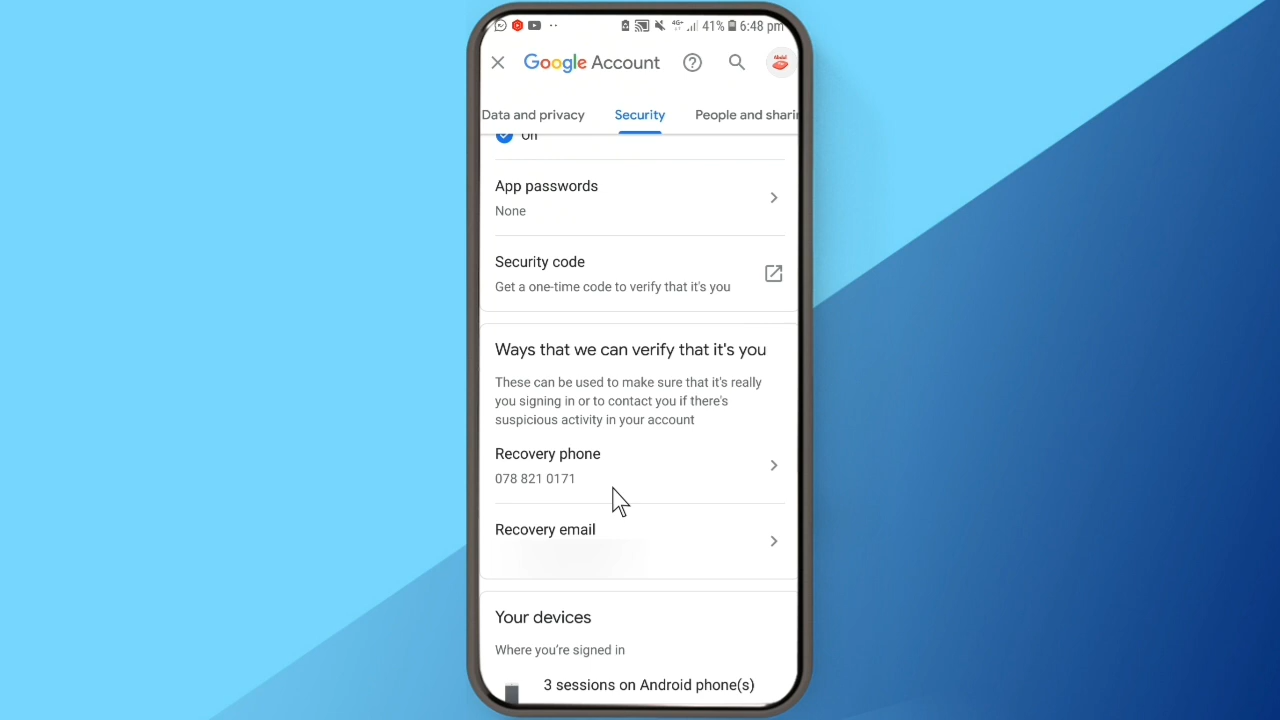 41% 6:48 pm
Google Account
Data and privacy Security People and sharin
On
App passwords
None
Security code
Get a one-time code to verify that it's you
Ways that we can verify that it's you
These can be used to make sure that it's really
you signing in or to contact you if there's
suspicious activity in your account
Recovery phone
078 821 0171
Recovery email
Your devices
Where you're signed in
3 sessions on Android phone(s)